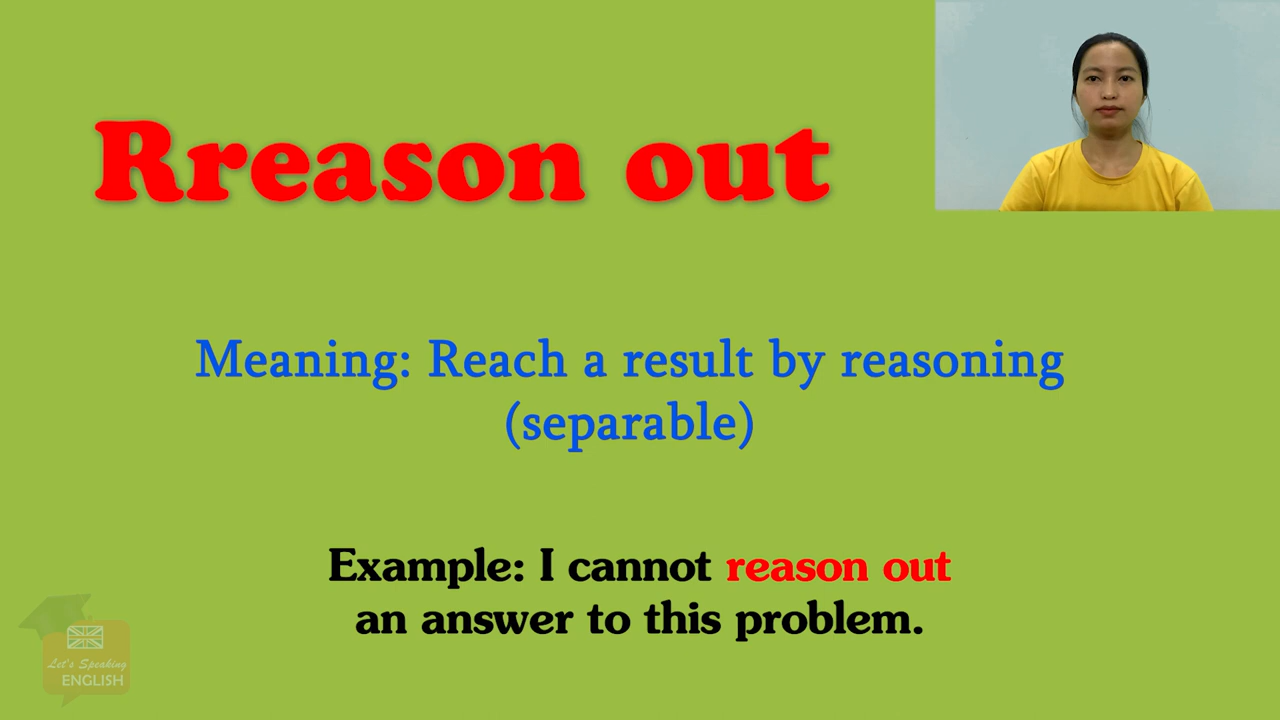 Rreason out
Meaning: Reach a result by reasoning
(separable)
Example: I cannot reason out
an answer to this problem.
Let's Speaking
ENGLISH